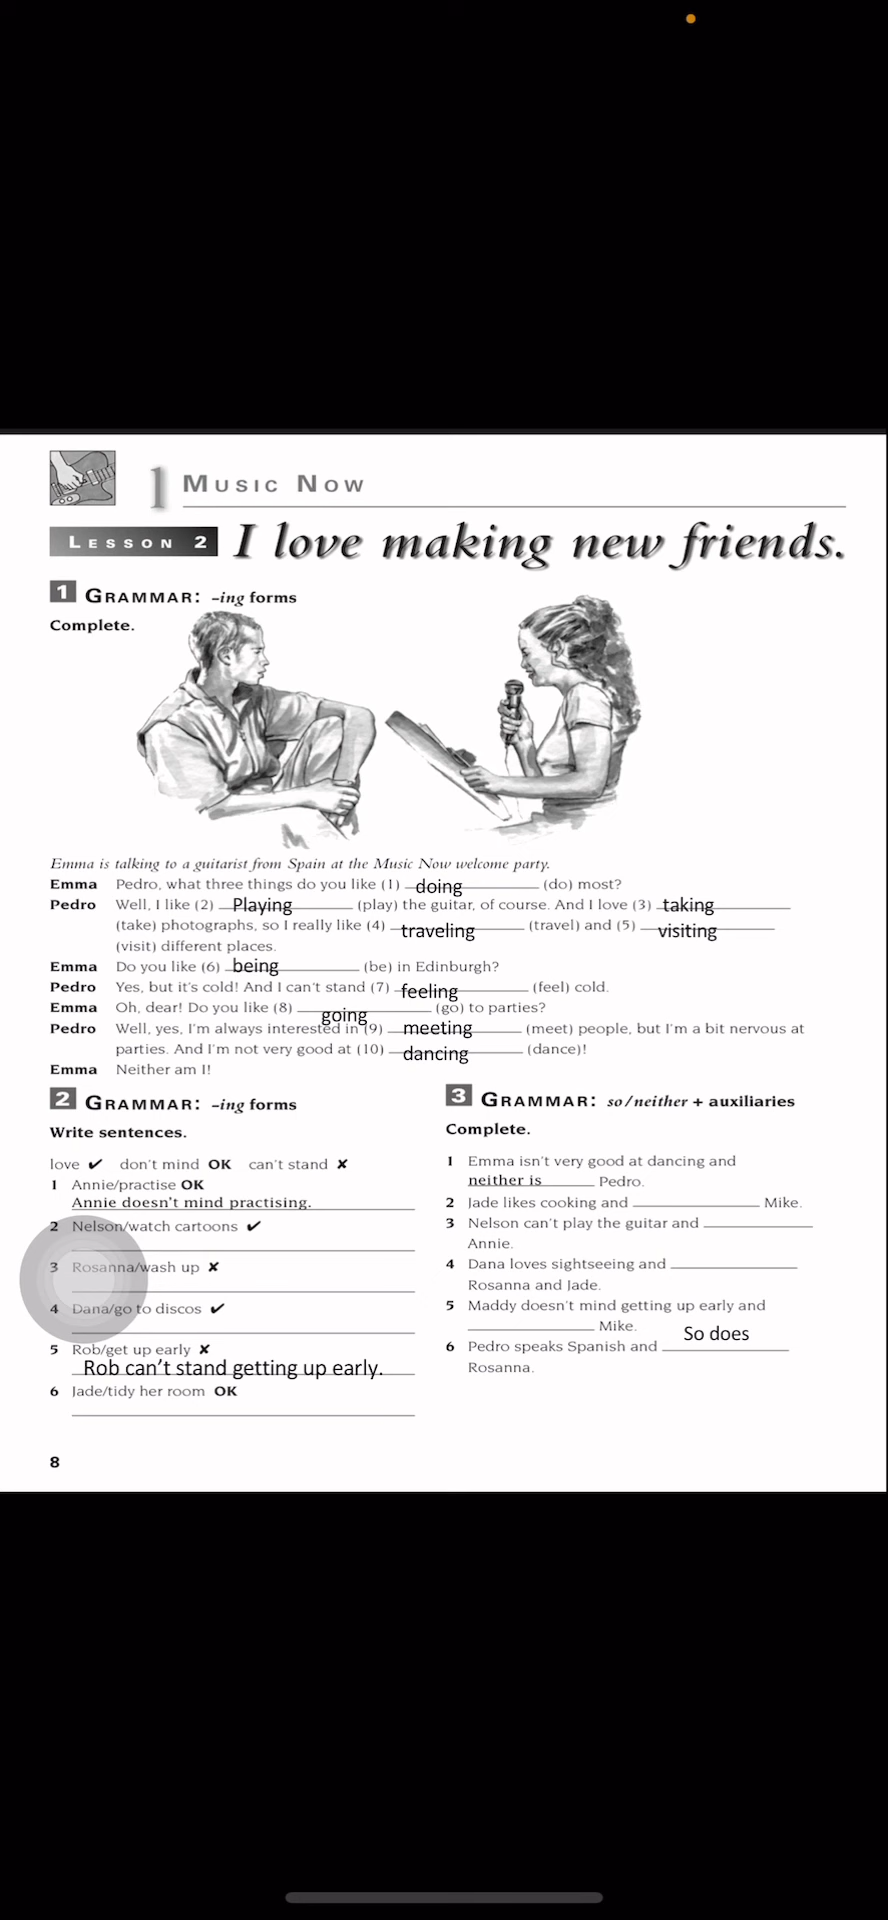 1 MUSIC NOW
LESSON 2 I love making new friends.
1 GRAMMAR: -ing forms
Complete.
Emma is talking to a guitarist from Spain at the Music Now welcome party.
Emma Pedro, what three things do you like (1) doing (do) most?
Pedro Well, I like (2) Playing (play) the guitar, of course. And I love (3) taking
(take) photographs, so I really like (4) traveling (travel) and (5) visiting
(visit) different places.
Emma Do you like (6) being (be) in Edinburgh?
Pedro Yes, but it's cold! And I can't stand (7) feeling (feel) cold.
Emma Oh, dear! Do you like (8) going (go) to parties?
Pedro Well, yes, I'm always interested in (9) meeting (meet) people, but I'm a bit nervous at
parties. And I'm not very good at (10) dancing (dance)!
Emma Neither am I!
2 GRAMMAR: -ing forms
Write sentences.
love ✔ don't mind OK can't stand ✘
1 Annie/practise OK
Annie doesn't mind practising.
2 Nelson/watch cartoons ✔
3 Rosanna/wash up ✘
4 Dana/go to discos ✔
5 Rob/get up early ✘
Rob can't stand getting up early.
6 Jade/tidy her room OK
3 GRAMMAR: so/neither + auxiliaries
Complete.
1 Emma isn't very good at dancing and
neither is Pedro.
2 Jade likes cooking and Mike.
3 Nelson can't play the guitar and
Annie.
4 Dana loves sightseeing and
Rosanna and Jade.
5 Maddy doesn't mind getting up early and
Mike.
6 Pedro speaks Spanish and So does
Rosanna.
8